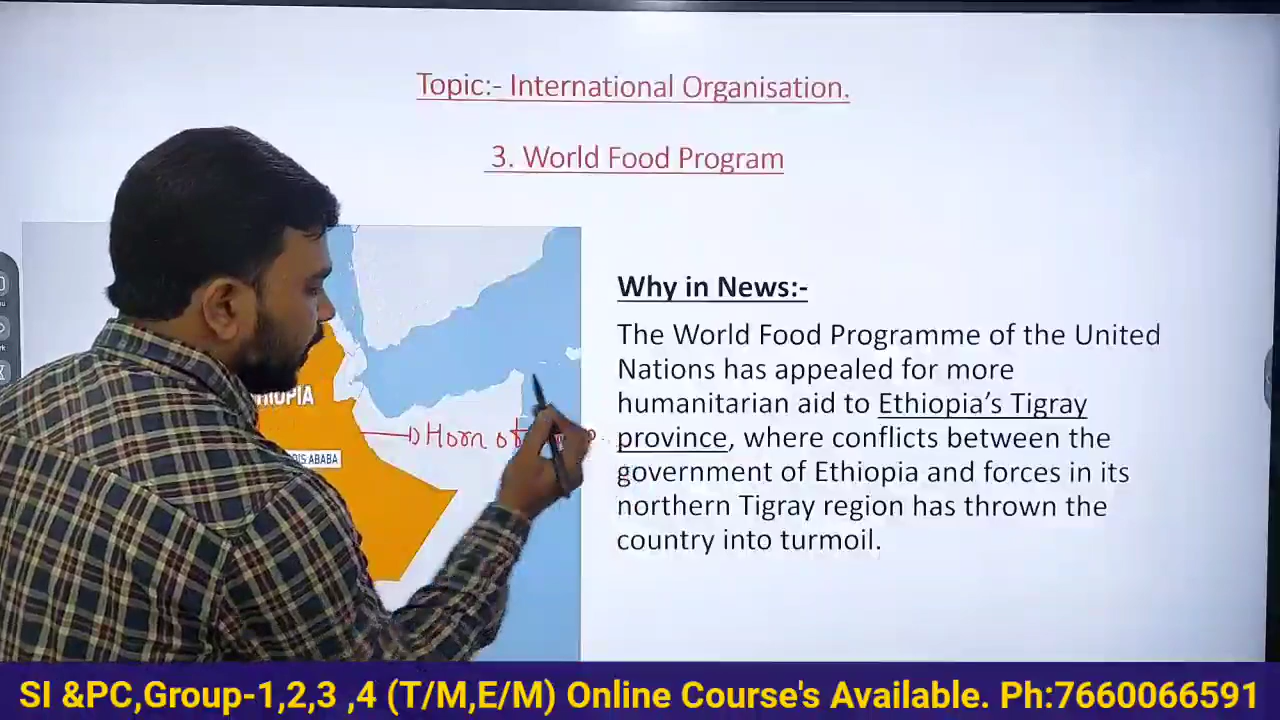 Topic:- International Organisation.
3. World Food Program
Why in News:-
The World Food Programme of the United
Nations has appealed for more
humanitarian aid to Ethiopia's Tigray
province, where conflicts between the
government of Ethiopia and forces in its
northern Tigray region has thrown the
country into turmoil.
HIOPIA
Horn of
DIS ABABA
SI &PC,Group-1,2,3 ,4 (T/M,E/M) Online Course's Available. Ph:7660066591